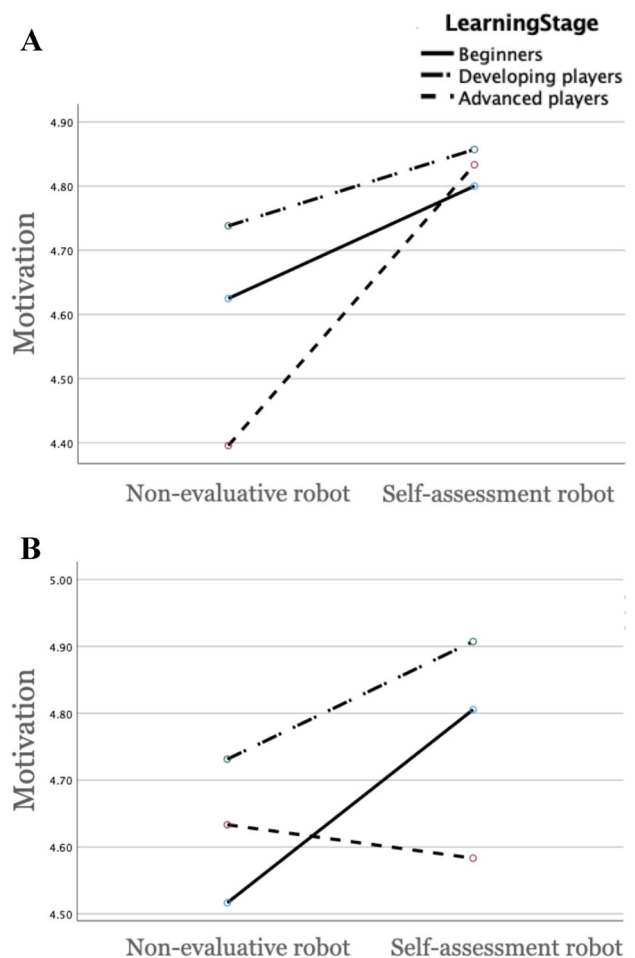 A
LearningStage
Beginners
Developing players
Advanced players
4.90
4.80
4.70
4.60
4.50
4.40
Motivation
Non-evaluative robot Self-assessment robot
B
5.00
4.90
4.80
4.70
4.60
4.50
Motivation
Non-evaluative robot Self-assessment robot